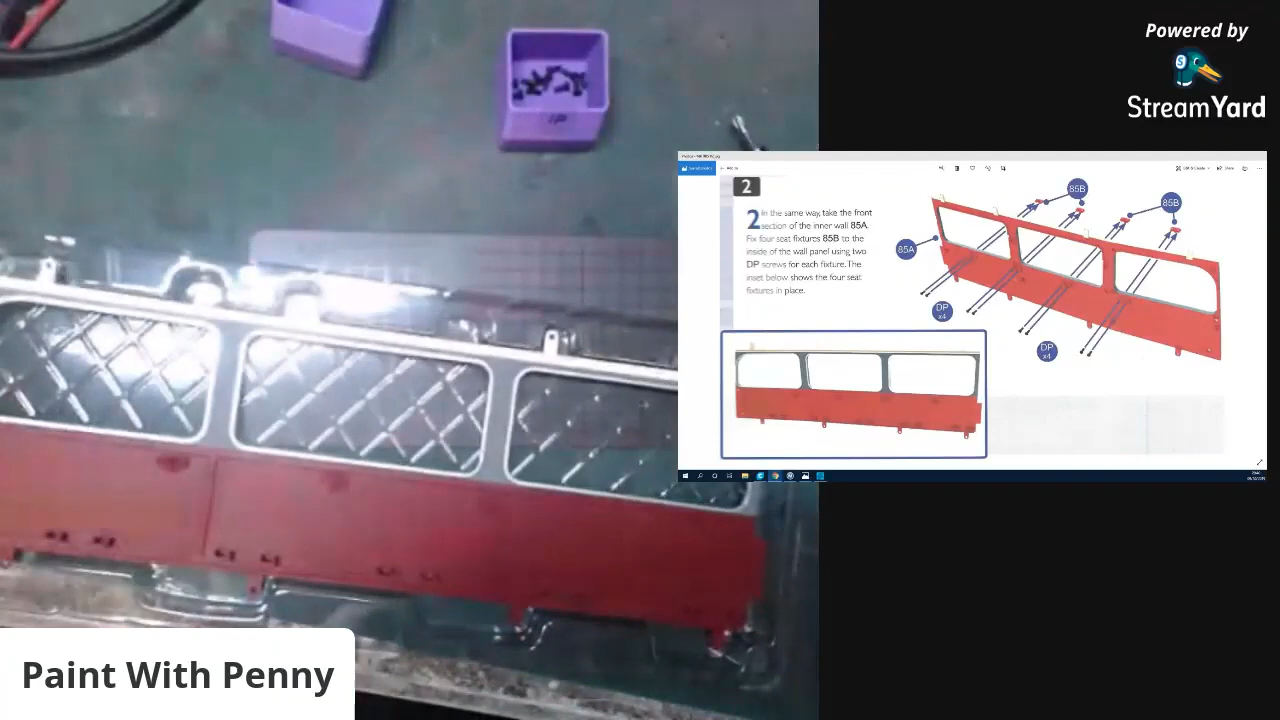 Powered by
StreamYard
2
2 In the same way, take the front
section of the inner wall 85A.
Fix four seat fixtures 85B to the
inside of the wall panel using two
DP screws for each fixture. The
inset below shows the four seat
fixtures in place.
85B
85B
85A
DP
x4
DP
x4
Paint With Penny